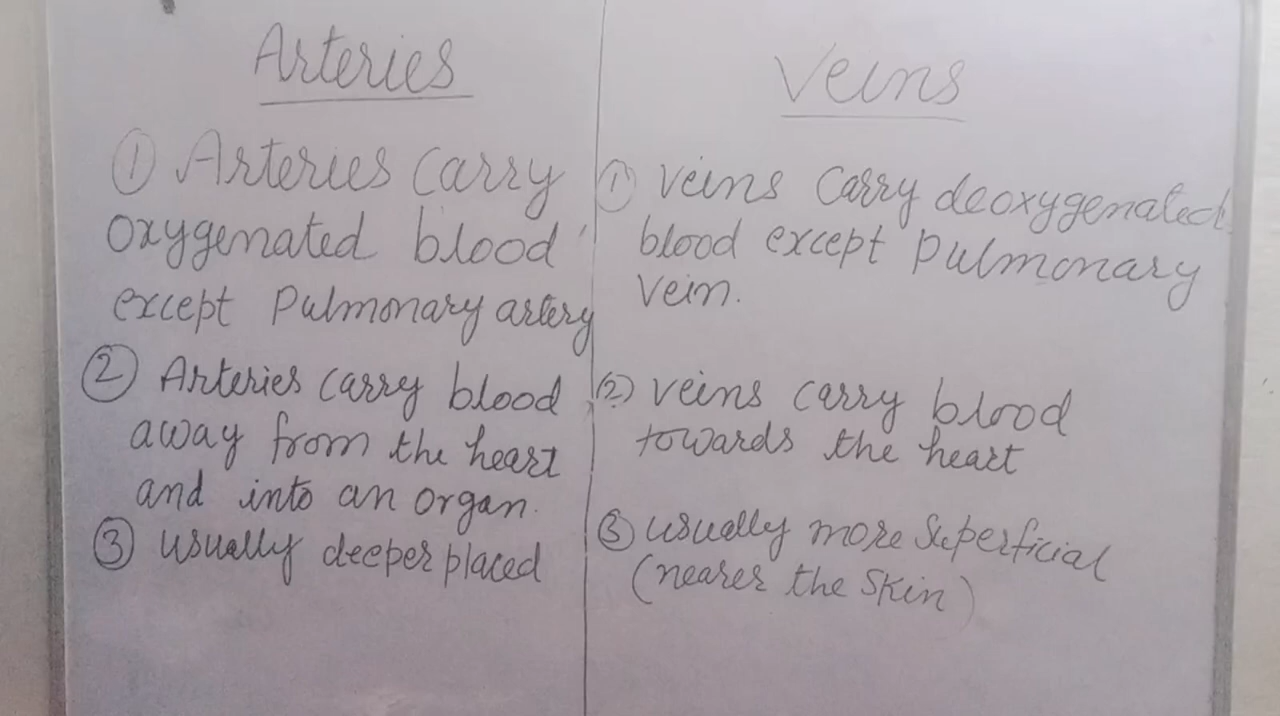 Arteries
① Arteries carry
oxygenated blood
except Pulmonary artery
② Arteries carry blood
away from the heart
and into an organ.
③ usually deeper placed
Veins
① veins carry deoxygenated
blood except pulmonary
vein.
② veins carry blood
towards the heart
③ usually more superficial
(nearer the skin)